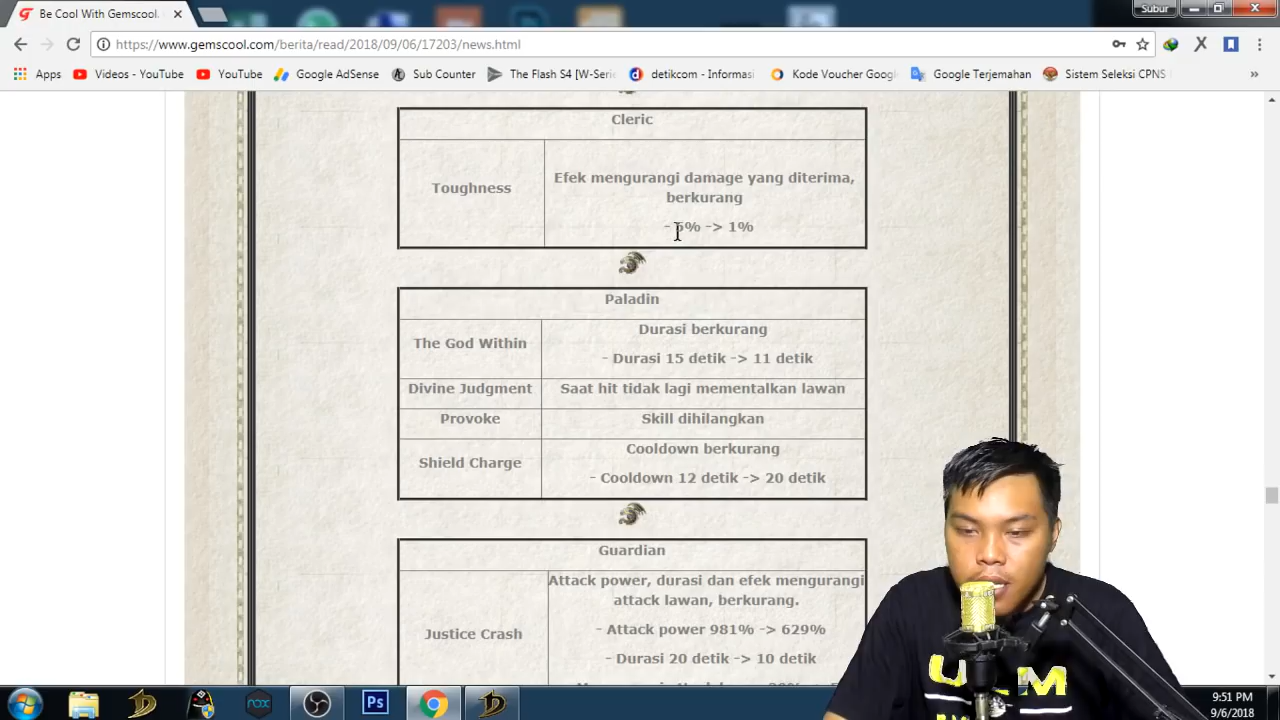 Be Cool With Gemscool.
Subur
https://www.gemscool.com/berita/read/2018/09/06/17203/news.html
Apps
Videos - YouTube
YouTube
Google AdSense
Sub Counter
The Flash S4 [W-Serie
detikcom - Informasi
Kode Voucher Googl
Google Terjemahan
Sistem Seleksi CPNS
»
Cleric
Toughness
Efek mengurangi damage yang diterima,
berkurang
- 5% -> 1%
Paladin
The God Within
Durasi berkurang
- Durasi 15 detik -> 11 detik
Divine Judgment
Saat hit tidak lagi mementalkan lawan
Provoke
Skill dihilangkan
Shield Charge
Cooldown berkurang
- Cooldown 12 detik -> 20 detik
Guardian
Justice Crash
Attack power, durasi dan efek mengurangi
attack lawan, berkurang.
- Attack power 981% -> 629%
- Durasi 20 detik -> 10 detik
nox
Ps
9:51 PM
9/6/2018